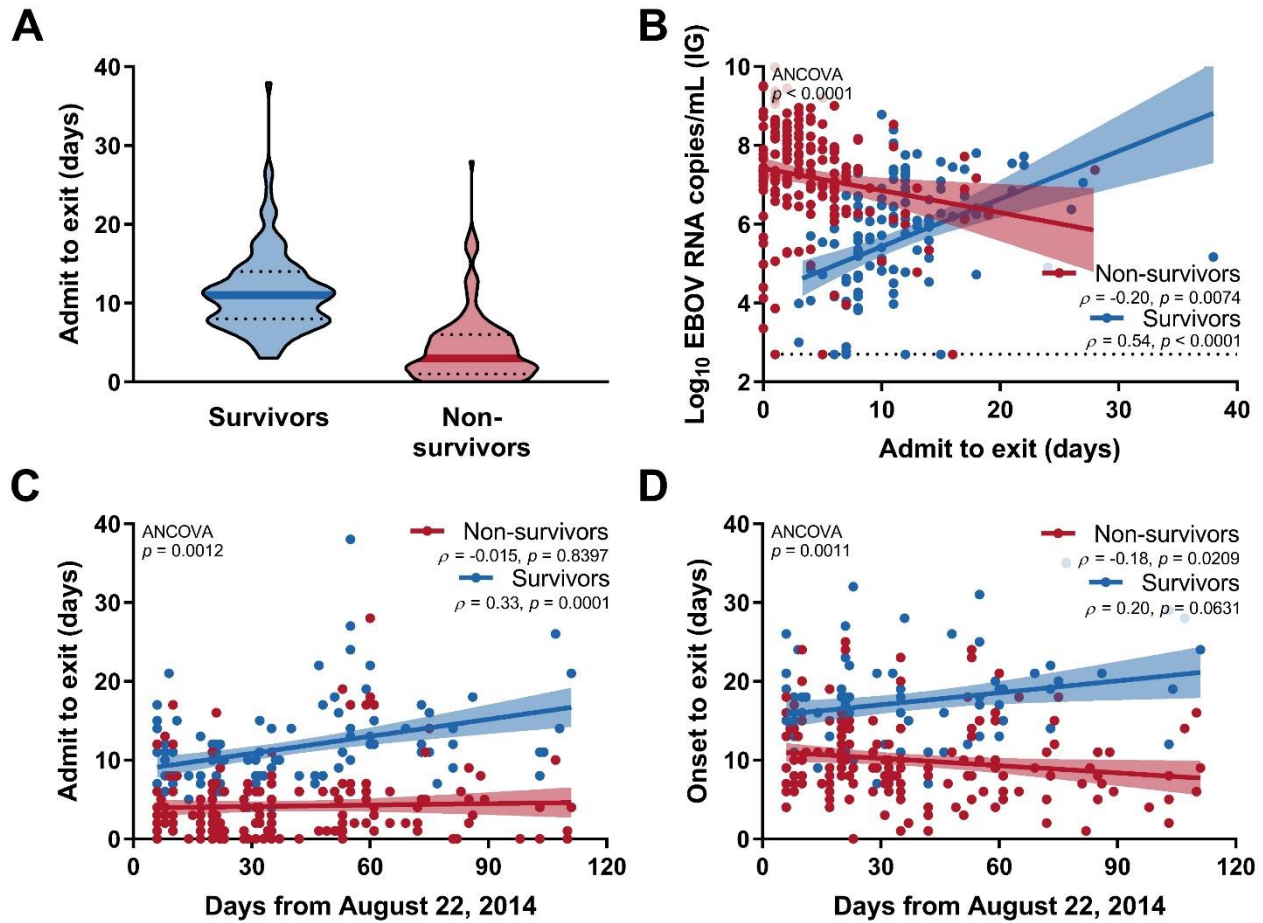 A
Admit to exit (days)
40
30
20
10
0
Survivors
Non-
survivors
B
Log₁₀ EBOV RNA copies/mL (IG)
10
8
6
4
2
ANCOVA
p < 0.0001
Non-survivors
ρ = -0.20, p = 0.0074
Survivors
ρ = 0.54, p < 0.0001
0 10 20 30 40
Admit to exit (days)
C
Admit to exit (days)
40
30
20
10
0
ANCOVA
p = 0.0012
Non-survivors
ρ = -0.015, p = 0.8397
Survivors
ρ = 0.33, p = 0.0001
0 30 60 90 120
Days from August 22, 2014
D
Onset to exit (days)
40
30
20
10
0
ANCOVA
p = 0.0011
Non-survivors
ρ = -0.18, p = 0.0209
Survivors
ρ = 0.20, p = 0.0631
0 30 60 90 120
Days from August 22, 2014